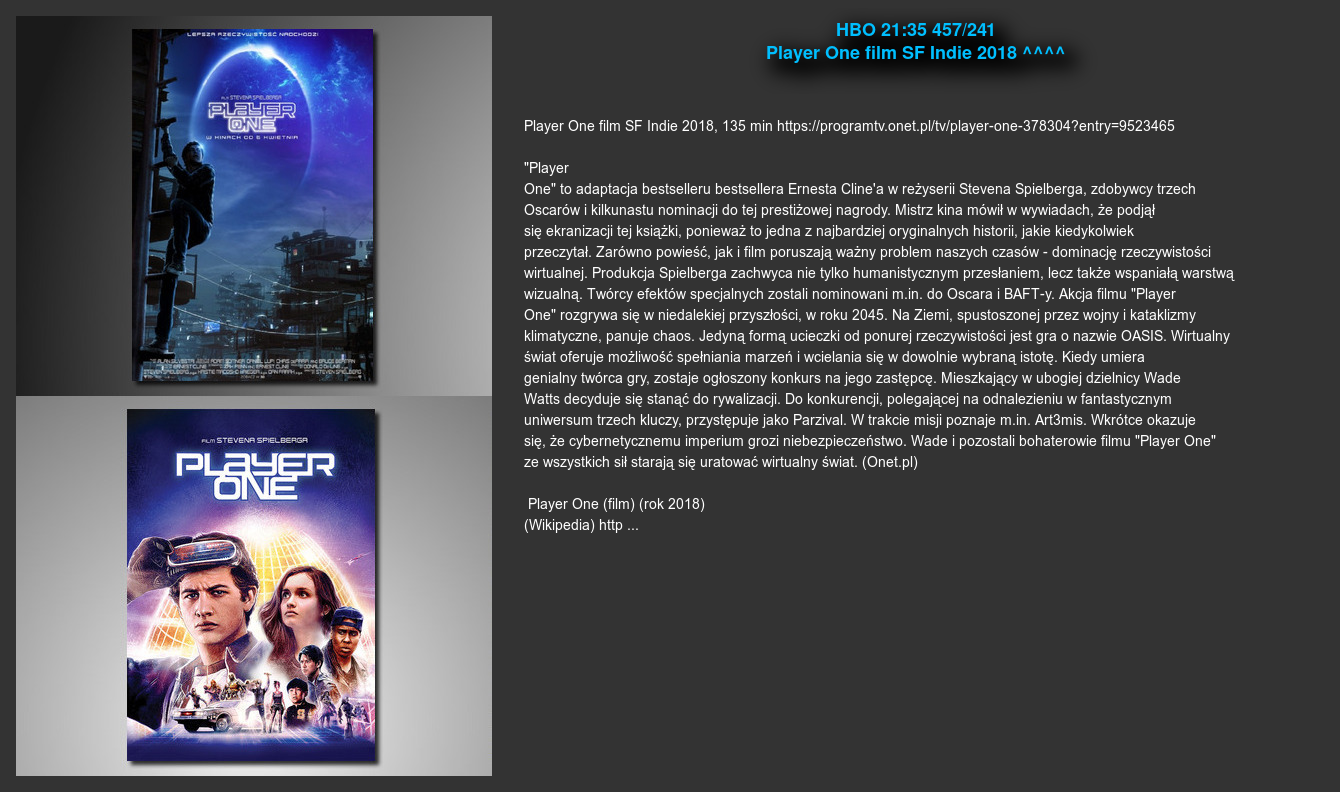 LEPSZA RZECZYWISTOŚĆ NADCHODZI
FILM STEVENA SPIELBERGA
PLAYER
ONE
W KINACH OD 6 KWIETNIA
FILM STEVENA SPIELBERGA
PLAYER
ONE
HBO 21:35 457/241
Player One film SF Indie 2018 ^^^^
Player One film SF Indie 2018, 135 min https://programtv.onet.pl/tv/player-one-378304?entry=9523465
"Player
One" to adaptacja bestselleru bestsellera Ernesta Cline'a w reżyserii Stevena Spielberga, zdobywcy trzech
Oscarów i kilkunastu nominacji do tej prestiżowej nagrody. Mistrz kina mówił w wywiadach, że podjął
się ekranizacji tej książki, ponieważ to jedna z najbardziej oryginalnych historii, jakie kiedykolwiek
przeczytał. Zarówno powieść, jak i film poruszają ważny problem naszych czasów - dominację rzeczywistości
wirtualnej. Produkcja Spielberga zachwyca nie tylko humanistycznym przesłaniem, lecz także wspaniałą warstwą
wizualną. Twórcy efektów specjalnych zostali nominowani m.in. do Oscara i BAFT-y. Akcja filmu "Player
One" rozgrywa się w niedalekiej przyszłości, w roku 2045. Na Ziemi, spustoszonej przez wojny i kataklizmy
klimatyczne, panuje chaos. Jedyną formą ucieczki od ponurej rzeczywistości jest gra o nazwie OASIS. Wirtualny
świat oferuje możliwość spełniania marzeń i wcielania się w dowolnie wybraną istotę. Kiedy umiera
genialny twórca gry, zostaje ogłoszony konkurs na jego zastępcę. Mieszkający w ubogiej dzielnicy Wade
Watts decyduje się stanąć do rywalizacji. Do konkurencji, polegającej na odnalezieniu w fantastycznym
uniwersum trzech kluczy, przystępuje jako Parzival. W trakcie misji poznaje m.in. Art3mis. Wkrótce okazuje
się, że cybernetycznemu imperium grozi niebezpieczeństwo. Wade i pozostali bohaterowie filmu "Player One"
ze wszystkich sił starają się uratować wirtualny świat. (Onet.pl)
Player One (film) (rok 2018)
(Wikipedia) http ...